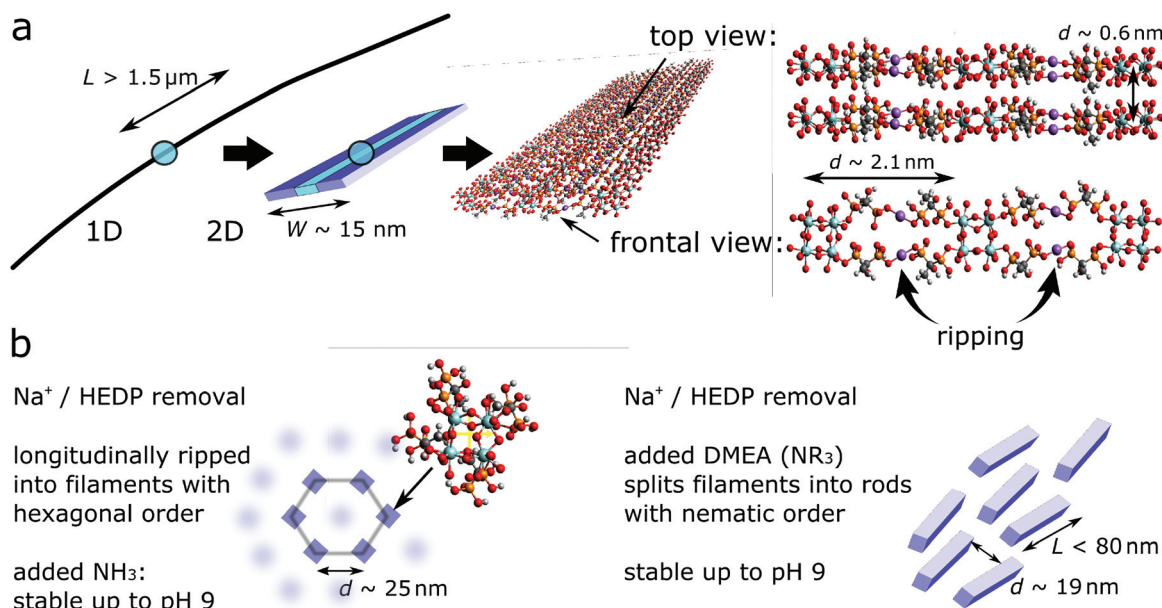 a
L > 1.5 µm
1D
2D
W ~ 15 nm
top view:
frontal view:
d ~ 0.6 nm
d ~ 2.1 nm
ripping
b
Na⁺ / HEDP removal
longitudinally ripped
into filaments with
hexagonal order
added NH₃:
stable up to pH 9
d ~ 25 nm
Na⁺ / HEDP removal
added DMEA (NR₃)
splits filaments into rods
with nematic order
stable up to pH 9
L < 80 nm
d ~ 19 nm